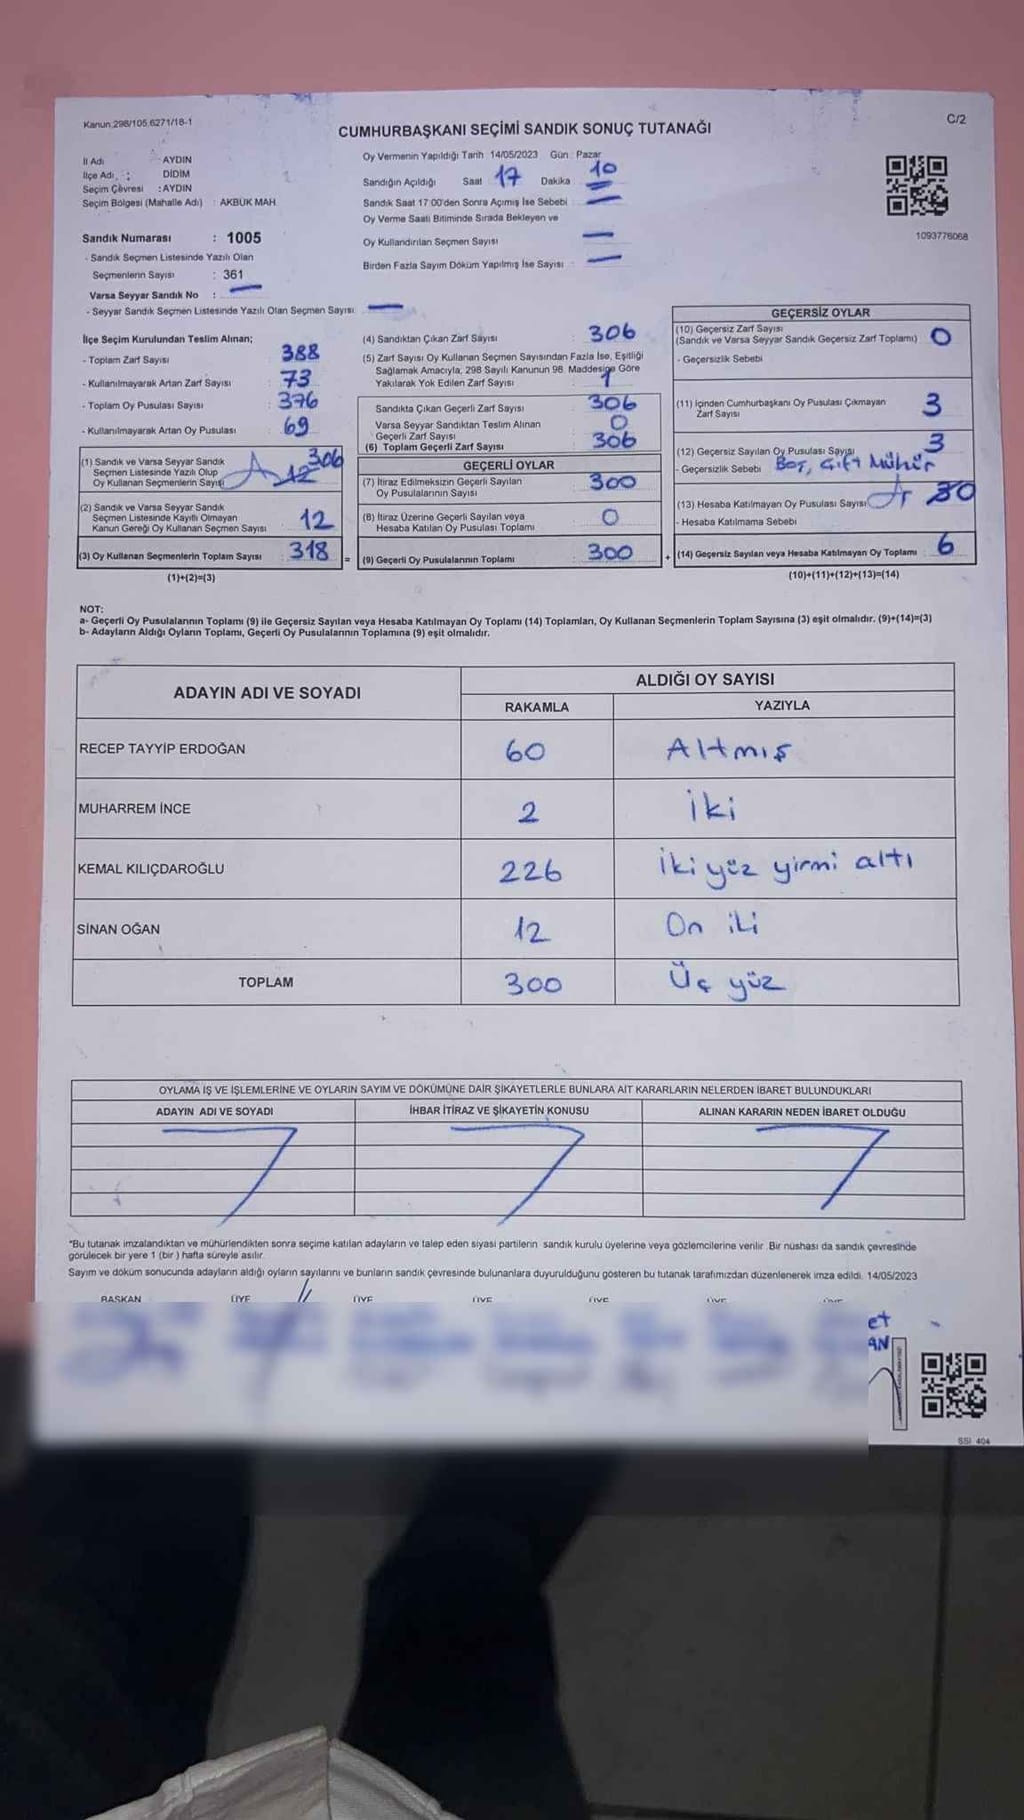 Kanun:298/105,6271/18-1
C/2
CUMHURBAŞKANI SEÇİMİ SANDIK SONUÇ TUTANAĞI
İl Adı : AYDIN
İlçe Adı : DİDİM
Seçim Çevresi : AYDIN
Seçim Bölgesi (Mahalle Adı) : AKBÜK MAH.
Sandık Numarası : 1005
- Sandık Seçmen Listesinde Yazılı Olan
Seçmenlerin Sayısı : 361
Varsa Seyyar Sandık No :
- Seyyar Sandık Seçmen Listesinde Yazılı Olan Seçmen Sayısı
Oy Vermenin Yapıldığı Tarih 14/05/2023 Gün : Pazar
Sandığın Açıldığı Saat 17 Dakika 10
Sandık Saat 17:00'den Sonra Açımış İse Sebebi :
Oy Verme Saati Bitiminde Sırada Bekleyen ve
Oy Kullandırılan Seçmen Sayısı
Birden Fazla Sayım Döküm Yapılmış İse Sayısı :
1093776068
İlçe Seçim Kurulundan Teslim Alınan;
- Toplam Zarf Sayısı : 388
- Kullanılmayarak Artan Zarf Sayısı : 73
- Toplam Oy Pusulası Sayısı : 376
- Kullanılmayarak Artan Oy Pusulası : 69
(1) Sandık ve Varsa Seyyar Sandık
Seçmen Listesinde Yazılı Olup
Oy Kullanan Seçmenlerin Sayısı 12 306
(2) Sandık ve Varsa Seyyar Sandık
Seçmen Listesinde Kayıtlı Olmayan
Kanun Gereği Oy Kullanan Seçmen Sayısı 12
(3) Oy Kullanan Seçmenlerin Toplam Sayısı 318
=
(1)+(2)=(3)
(4) Sandıktan Çıkan Zarf Sayısı : 306
(5) Zarf Sayısı Oy Kullanan Seçmen Sayısından Fazla İse, Eşitliği
Sağlamak Amacıyla, 298 Sayılı Kanunun 98. Maddesine Göre
Yakılarak Yok Edilen Zarf Sayısı :
Sandıkta Çıkan Geçerli Zarf Sayısı : 306
Varsa Seyyar Sandıktan Teslim Alınan
Geçerli Zarf Sayısı : 0
(6) Toplam Geçerli Zarf Sayısı : 306
GEÇERLİ OYLAR
(7) İtiraz Edilmeksizin Geçerli Sayılan
Oy Pusulalarının Sayısı : 300
(8) İtiraz Üzerine Geçerli Sayılan veya
Hesaba Katılan Oy Pusulası Toplamı : 0
(9) Geçerli Oy Pusulalarının Toplamı : 300
+
GEÇERSİZ OYLAR
(10) Geçersiz Zarf Sayısı
(Sandık ve Varsa Seyyar Sandık Geçersiz Zarf Toplamı) : 0
- Geçersizlik Sebebi
(11) İçinden Cumhurbaşkanı Oy Pusulası Çıkmayan
Zarf Sayısı : 3
(12) Geçersiz Sayılan Oy Pusulası Sayısı : 3
- Geçersizlik Sebebi Boş, Çift Mühür
(13) Hesaba Katılmayan Oy Pusulası Sayısı
- Hesaba Katılmama Sebebi
(14) Geçersiz Sayılan veya Hesaba Katılmayan Oy Toplamı : 6
(10)+(11)+(12)+(13)=(14)
NOT:
a- Geçerli Oy Pusulalarının Toplamı (9) ile Geçersiz Sayılan veya Hesaba Katılmayan Oy Toplamı (14) Toplamları, Oy Kullanan Seçmenlerin Toplam Sayısına (3) eşit olmalıdır. (9)+(14)=(3)
b- Adayların Aldığı Oyların Toplamı, Geçerli Oy Pusulalarının Toplamına (9) eşit olmalıdır.
ADAYIN ADI VE SOYADI
ALDIĞI OY SAYISI
RAKAMLA YAZIYLA
RECEP TAYYİP ERDOĞAN 60 Altmış
MUHARREM İNCE 2 İki
KEMAL KILIÇDAROĞLU 226 İki yüz yirmi altı
SİNAN OĞAN 12 On iki
TOPLAM 300 Üç yüz
OYLAMA İŞ VE İŞLEMLERİNE VE OYLARIN SAYIM VE DÖKÜMÜNE DAİR ŞİKAYETLERLE BUNLARA AİT KARARLARIN NELERDEN İBARET BULUNDUKLARI
ADAYIN ADI VE SOYADI İHBAR İTİRAZ VE ŞİKAYETİN KONUSU ALINAN KARARIN NEDEN İBARET OLDUĞU
*Bu tutanak imzalandıktan ve mühürlendikten sonra seçime katılan adayların ve talep eden siyasi partilerin sandık kurulu üyelerine veya gözlemcilerine verilir. Bir nüshası da sandık çevresinde
görülecek bir yere 1 (bir) hafta süreyle asılır.
Sayım ve döküm sonucunda adayların aldığı oyların sayılarını ve bunların sandık çevresinde bulunanlara duyurulduğunu gösteren bu tutanak tarafımızdan düzenlenerek imza edildi. 14/05/2023
BAŞKAN ÜYE ÜYE ÜYE ÜYE ÜYE
et
AN
SSI 404